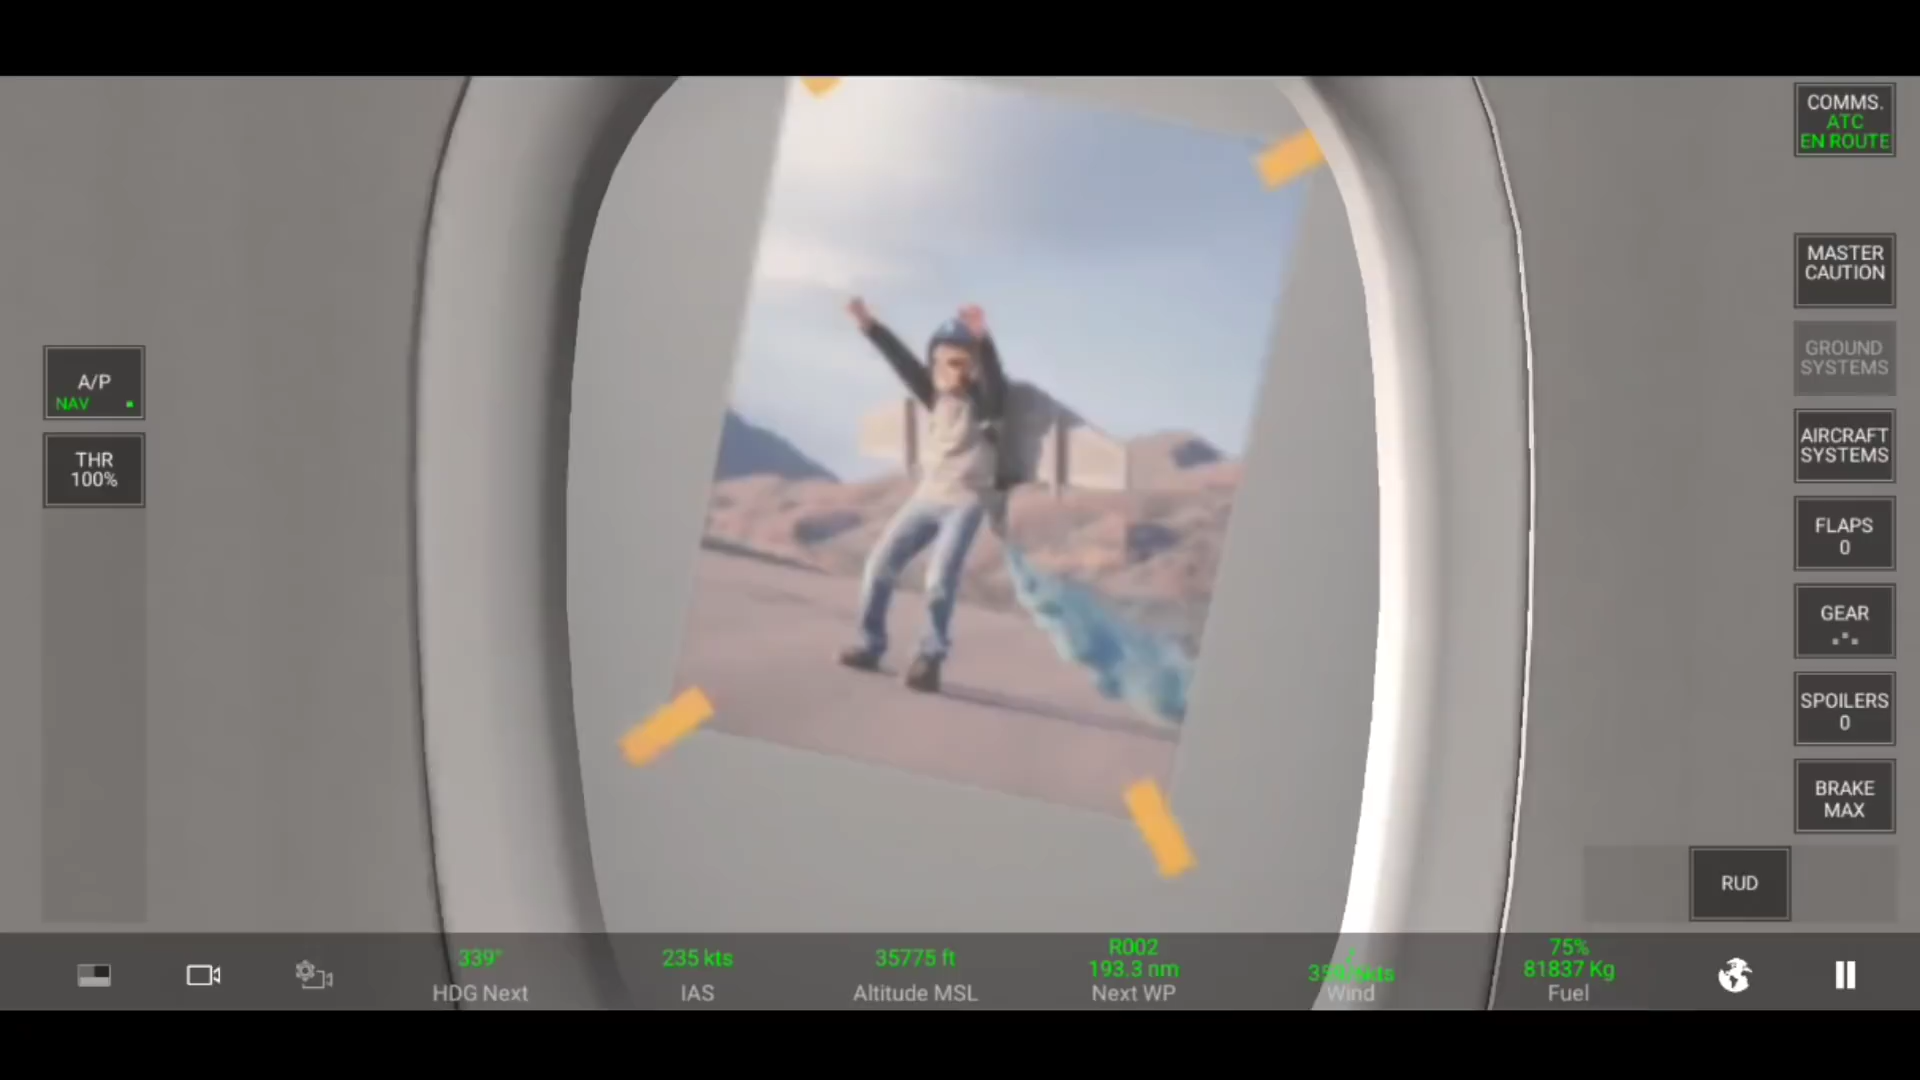 COMMS.
ATC
EN ROUTE
MASTER
CAUTION
GROUND
SYSTEMS
A/P
NAV
AIRCRAFT
SYSTEMS
THR
100%
FLAPS
0
GEAR
SPOILERS
0
BRAKE
MAX
RUD
339°
HDG Next
235 kts
IAS
35775 ft
Altitude MSL
R002
193.3 nm
Next WP
kts
Wind
75%
81837 Kg
Fuel